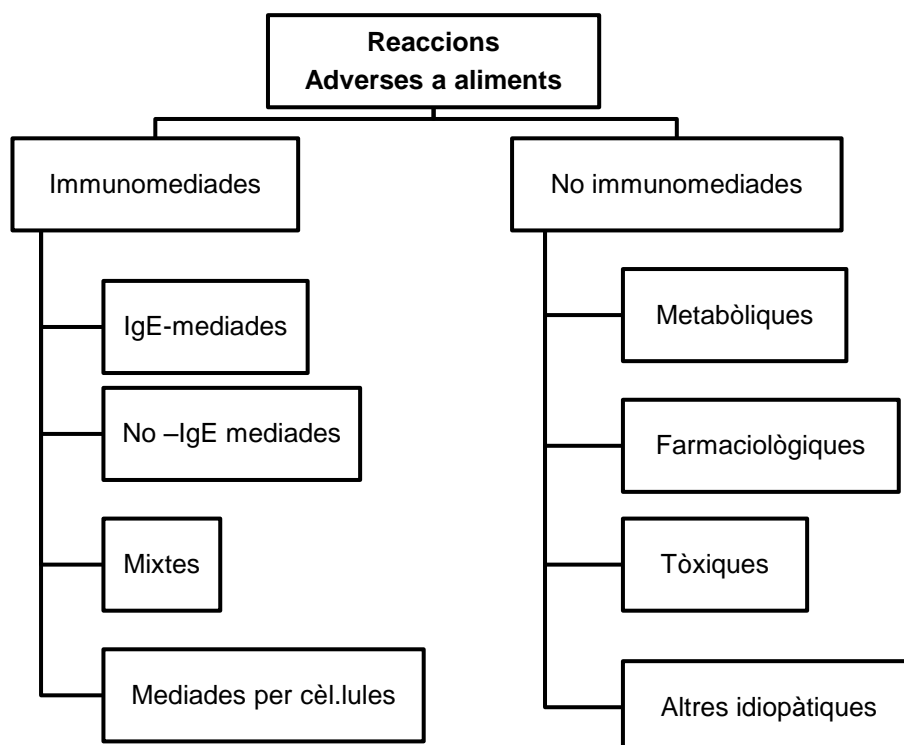 Reaccions
Adverses a aliments
Immunomediades
No immunomediades
IgE-mediades
No –IgE mediades
Mixtes
Mediades per cèl.lules
Metabòliques
Farmaciològiques
Tòxiques
Altres idiopàtiques